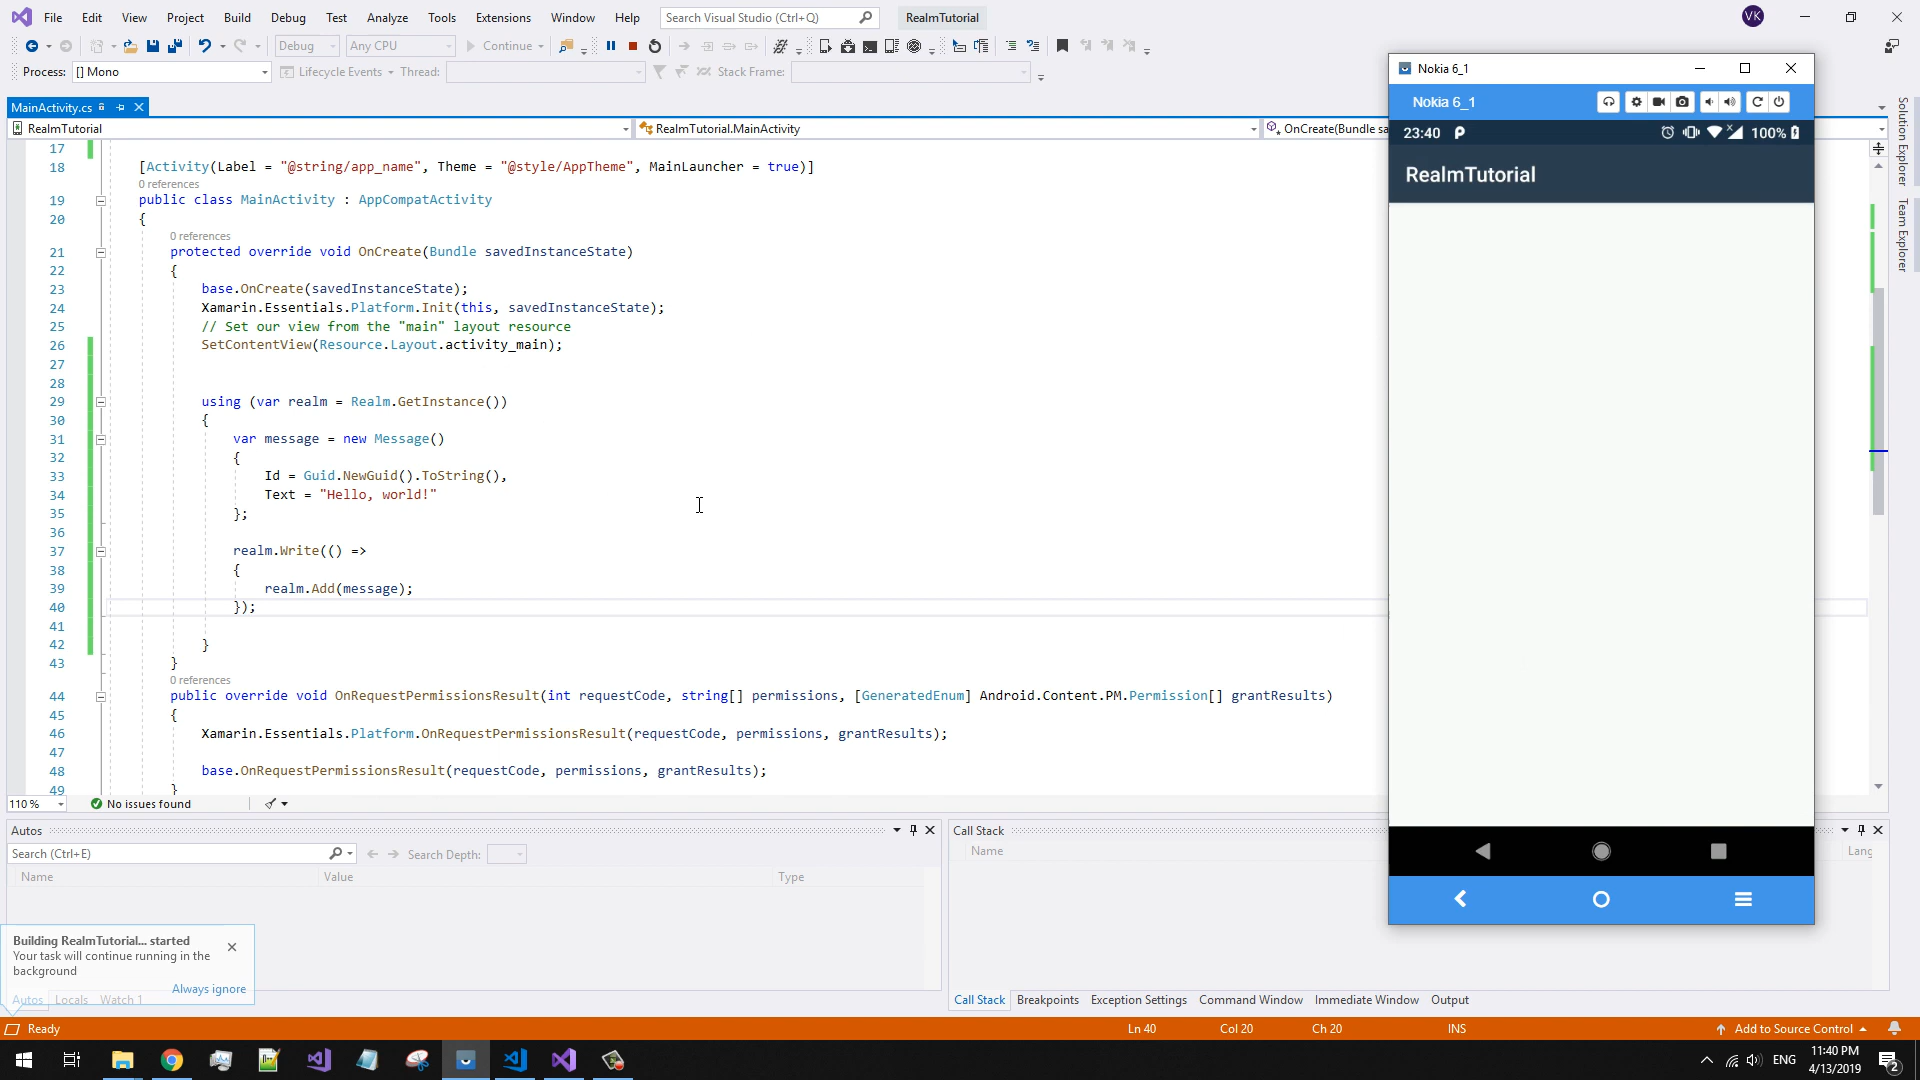 File Edit View Project Build Debug Test Analyze Tools Extensions Window Help Search Visual Studio (Ctrl+Q) RealmTutorial VK
Debug Any CPU Continue
Process: [] Mono Lifecycle Events Thread: Stack Frame:
MainActivity.cs
RealmTutorial RealmTutorial.MainActivity OnCreate(Bundle sa
17
18 [Activity(Label = "@string/app_name", Theme = "@style/AppTheme", MainLauncher = true)]
0 references
19 public class MainActivity : AppCompatActivity
20 {
0 references
21 protected override void OnCreate(Bundle savedInstanceState)
22 {
23 base.OnCreate(savedInstanceState);
24 Xamarin.Essentials.Platform.Init(this, savedInstanceState);
25 // Set our view from the "main" layout resource
26 SetContentView(Resource.Layout.activity_main);
27
28
29 using (var realm = Realm.GetInstance())
30 {
31 var message = new Message()
32 {
33 Id = Guid.NewGuid().ToString(),
34 Text = "Hello, world!"
35 };
36
37 realm.Write(() =>
38 {
39 realm.Add(message);
40 });
41
42 }
43 }
0 references
44 public override void OnRequestPermissionsResult(int requestCode, string[] permissions, [GeneratedEnum] Android.Content.PM.Permission[] grantResults)
45 {
46 Xamarin.Essentials.Platform.OnRequestPermissionsResult(requestCode, permissions, grantResults);
47
48 base.OnRequestPermissionsResult(requestCode, permissions, grantResults);
49 }
110 % No issues found
Nokia 6_1
Nokia 6_1
23:40 100%
RealmTutorial
Solution Explorer
Team Explorer
Autos
Search (Ctrl+E) Search Depth:
Name Value Type
Building RealmTutorial... started
Your task will continue running in the
background
Always ignore
Autos Locals Watch 1
Call Stack
Name Lang
Call Stack Breakpoints Exception Settings Command Window Immediate Window Output
Ready Ln 40 Col 20 Ch 20 INS Add to Source Control
ENG 11:40 PM
4/13/2019
2